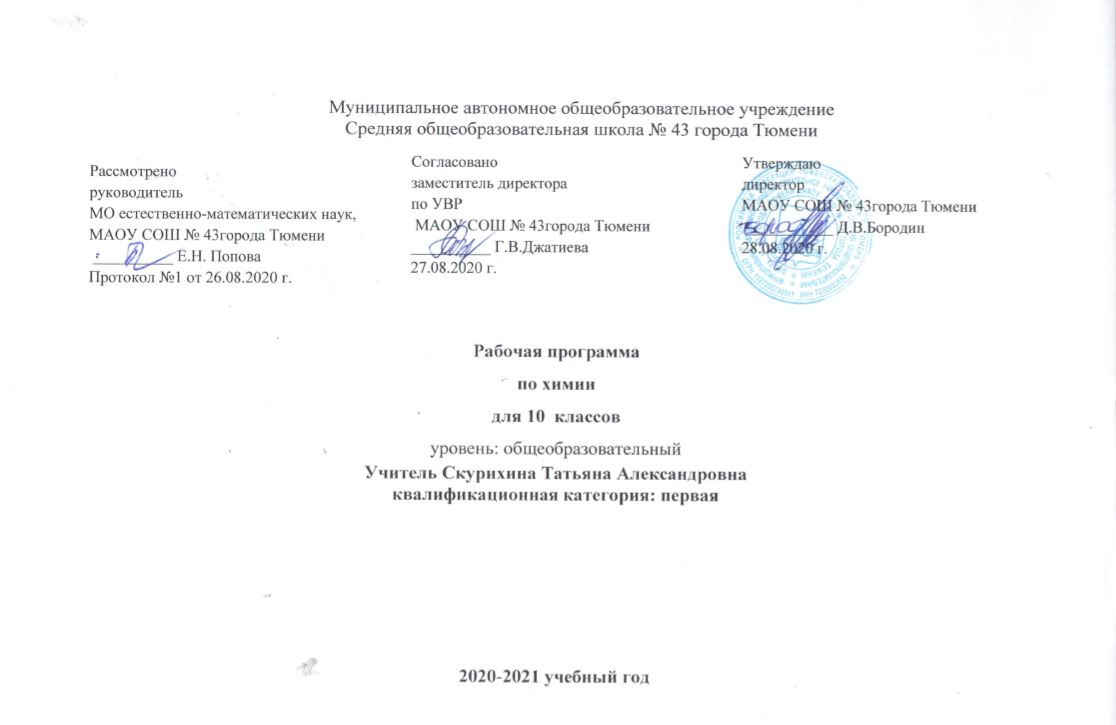 Муниципальное автономное общеобразовательное учреждение
Средняя общеобразовательная школа № 43 города Тюмени
Рассмотрено
руководитель
МО естественно-математических наук,
МАОУ СОШ № 43города Тюмени
__________ Е.Н. Попова
Протокол №1 от 26.08.2020 г.
Согласовано
заместитель директора
по УВР
МАОУ СОШ № 43города Тюмени
__________ Г.В.Джатиева
27.08.2020 г.
Утверждаю
директор
МАОУ СОШ № 43города Тюмени
__________ Д.В.Бородин
28.08.2020 г.
Рабочая программа
по химии
для 10 классов
уровень: общеобразовательный
Учитель Скурихина Татьяна Александровна
квалификационная категория: первая
2020-2021 учебный год